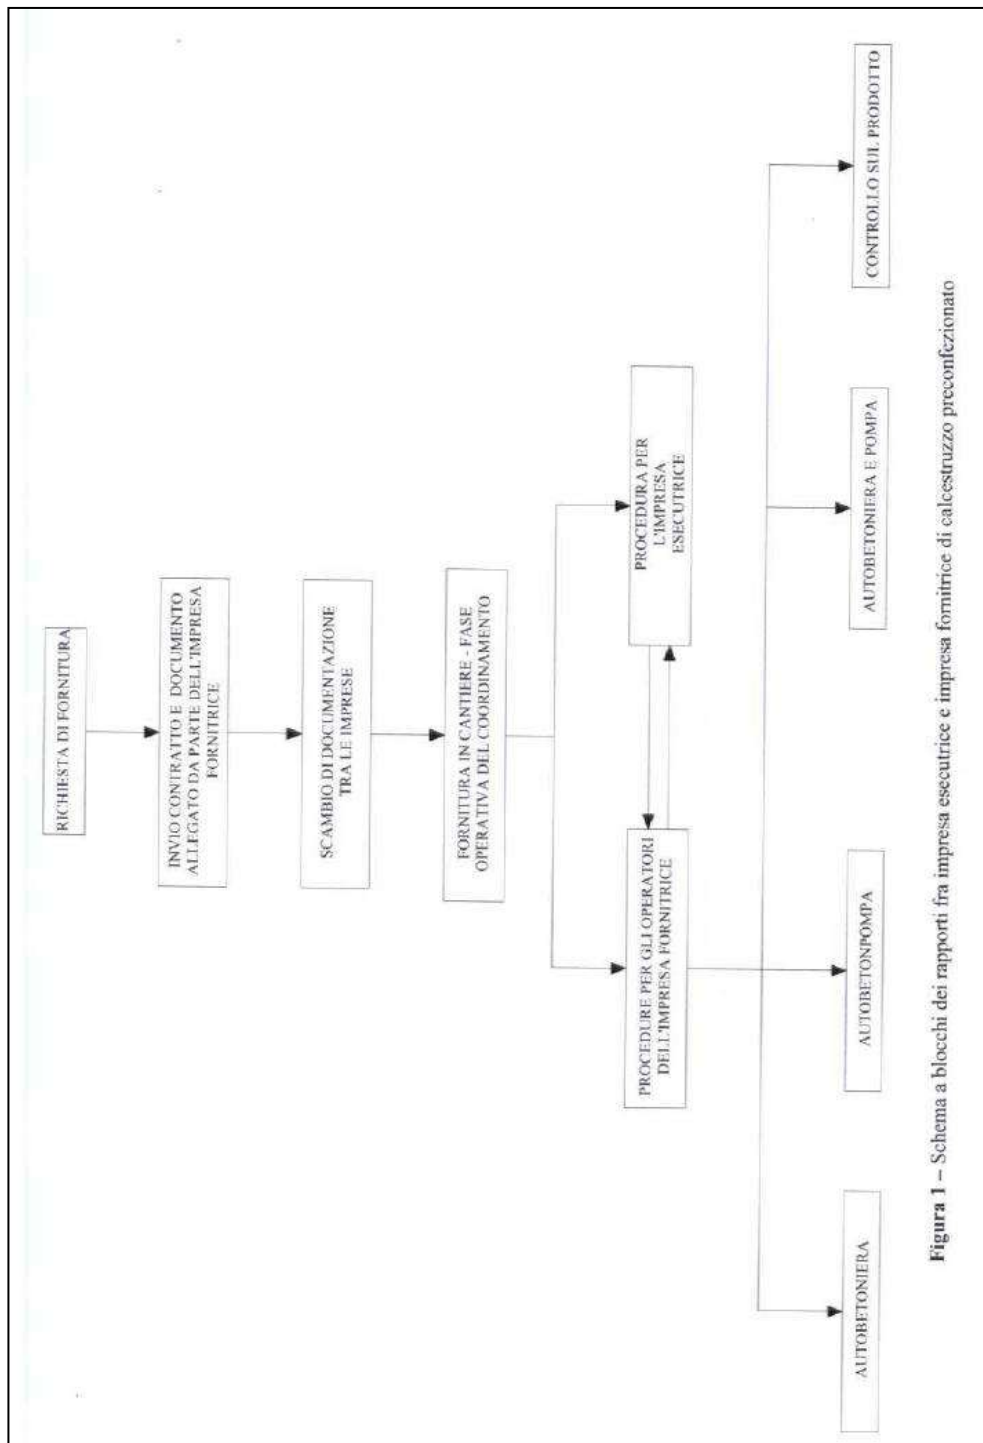 RICHIESTA DI FORNITURA
INVIO CONTRATTO E DOCUMENTO
ALLEGATO DA PARTE DELL'IMPRESA
FORNITRICE
SCAMBIO DI DOCUMENTAZIONE
TRA LE IMPRESE
FORNITURA IN CANTIERE - FASE
OPERATIVA DEL COORDINAMENTO
PROCEDURE PER GLI OPERATORI
DELL'IMPRESA FORNITRICE
PROCEDURA PER
L'IMPRESA
ESECUTRICE
AUTOBETONIERA
AUTOBETONPOMPA
AUTOBETONIERA E POMPA
CONTROLLO SUL PRODOTTO
Figura 1 – Schema a blocchi dei rapporti fra impresa esecutrice e impresa fornitrice di calcestruzzo preconfezionato